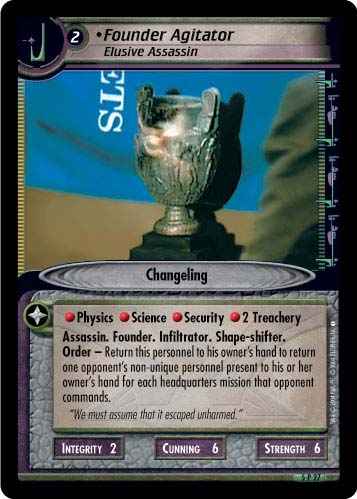 2
•Founder Agitator
Elusive Assassin
ETS
Changeling
•Physics •Science •Security •2 Treachery
Assassin. Founder. Infiltrator. Shape-shifter.
Order – Return this personnel to his owner's hand to return
one opponent's non-unique personnel present to his or her
owner's hand for each headquarters mission that opponent
commands.
"We must assume that it escaped unharmed."
INTEGRITY 2 CUNNING 6 STRENGTH 6
5 P 27